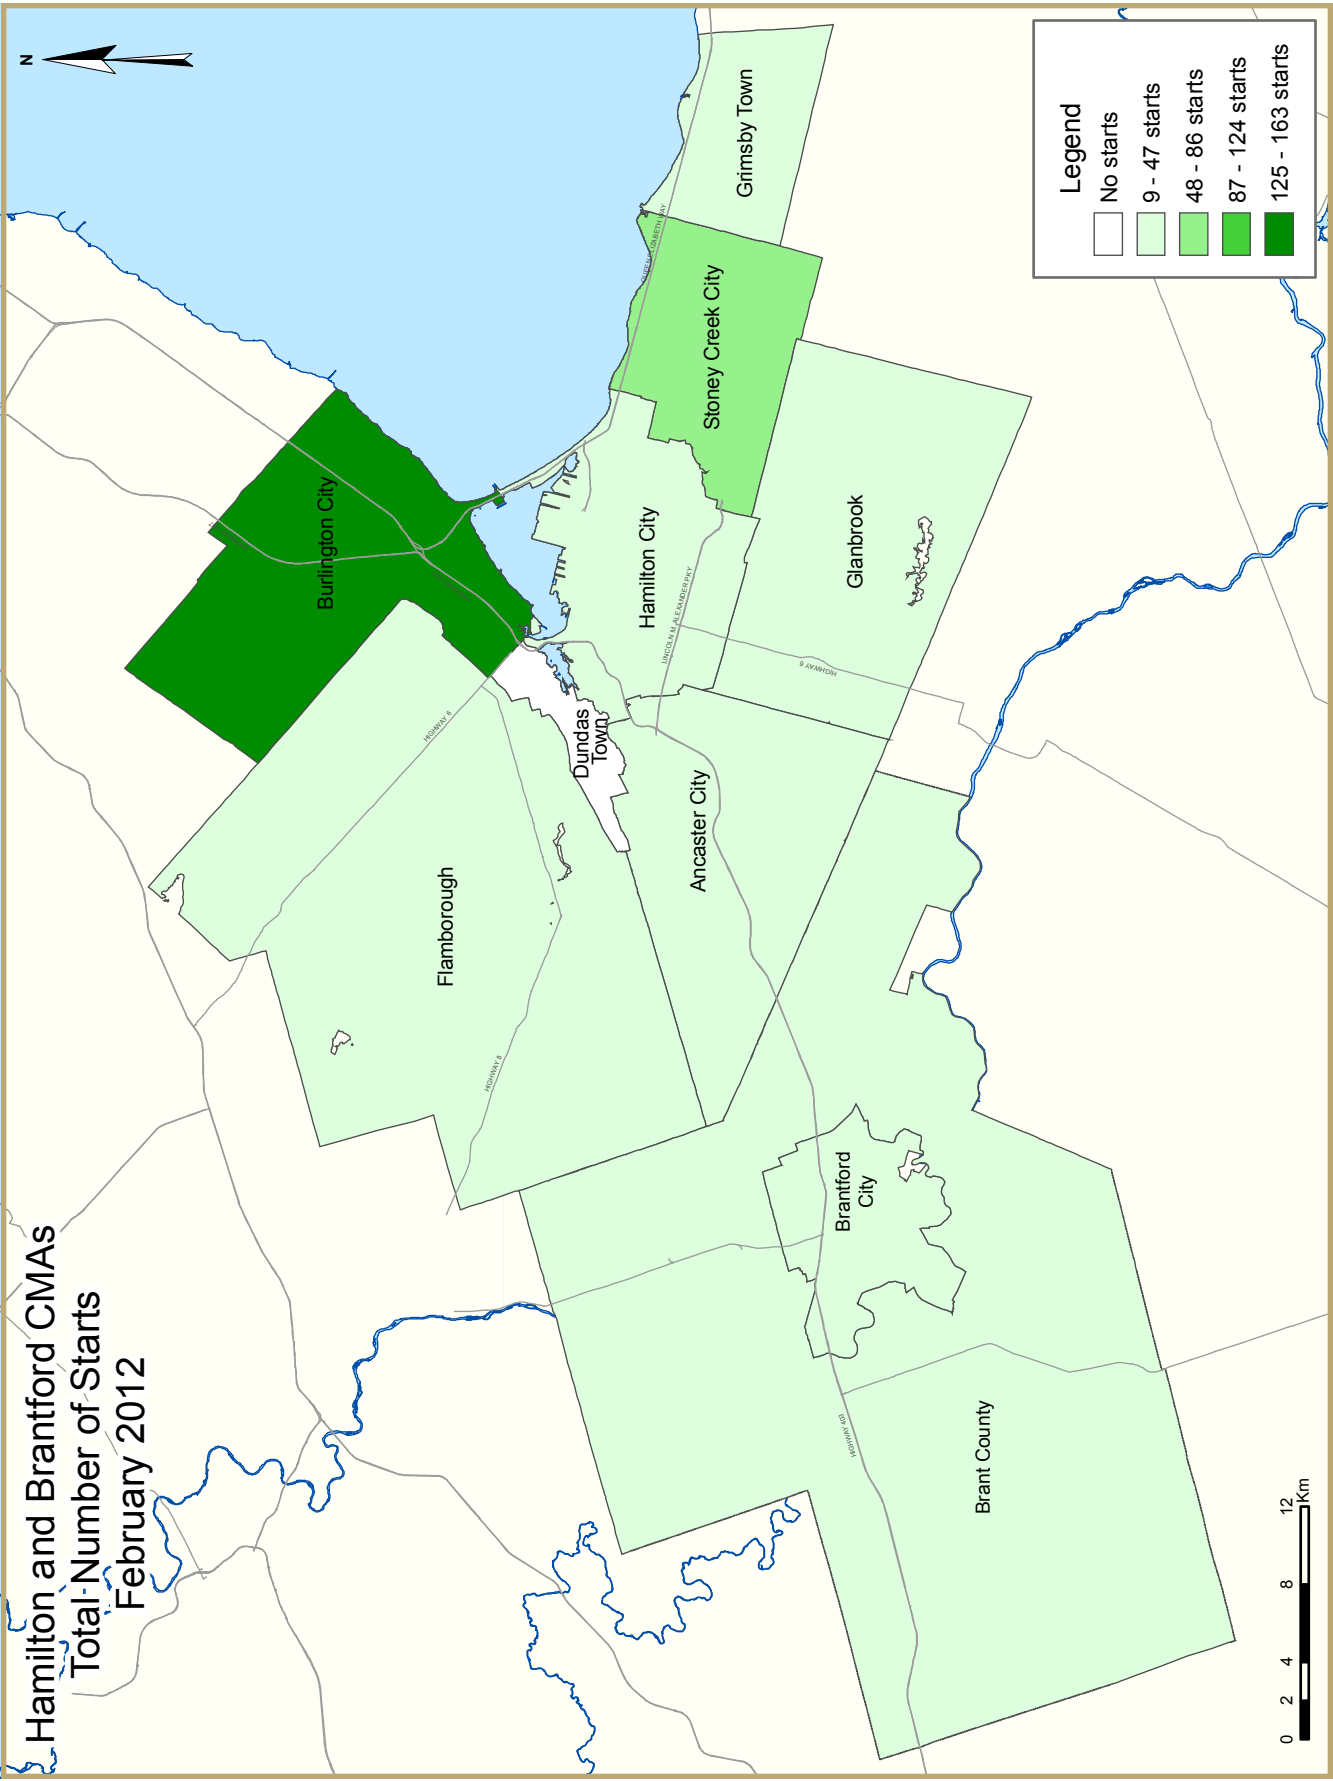 Hamilton and Brantford CMAs
Total Number of Starts
February 2012
N
Burlington City
Flamborough
Dundas
Town
Hamilton City
Stoney Creek City
Grimsby Town
Glanbrook
Ancaster City
Brantford
City
Brant County
HIGHWAY 6
HIGHWAY 8
QUEEN ELIZABETH WAY
LINCOLN M. ALEXANDER PKY
HIGHWAY 6
HIGHWAY 403
Legend
No starts
9 - 47 starts
48 - 86 starts
87 - 124 starts
125 - 163 starts
0 2 4 8 12
Km